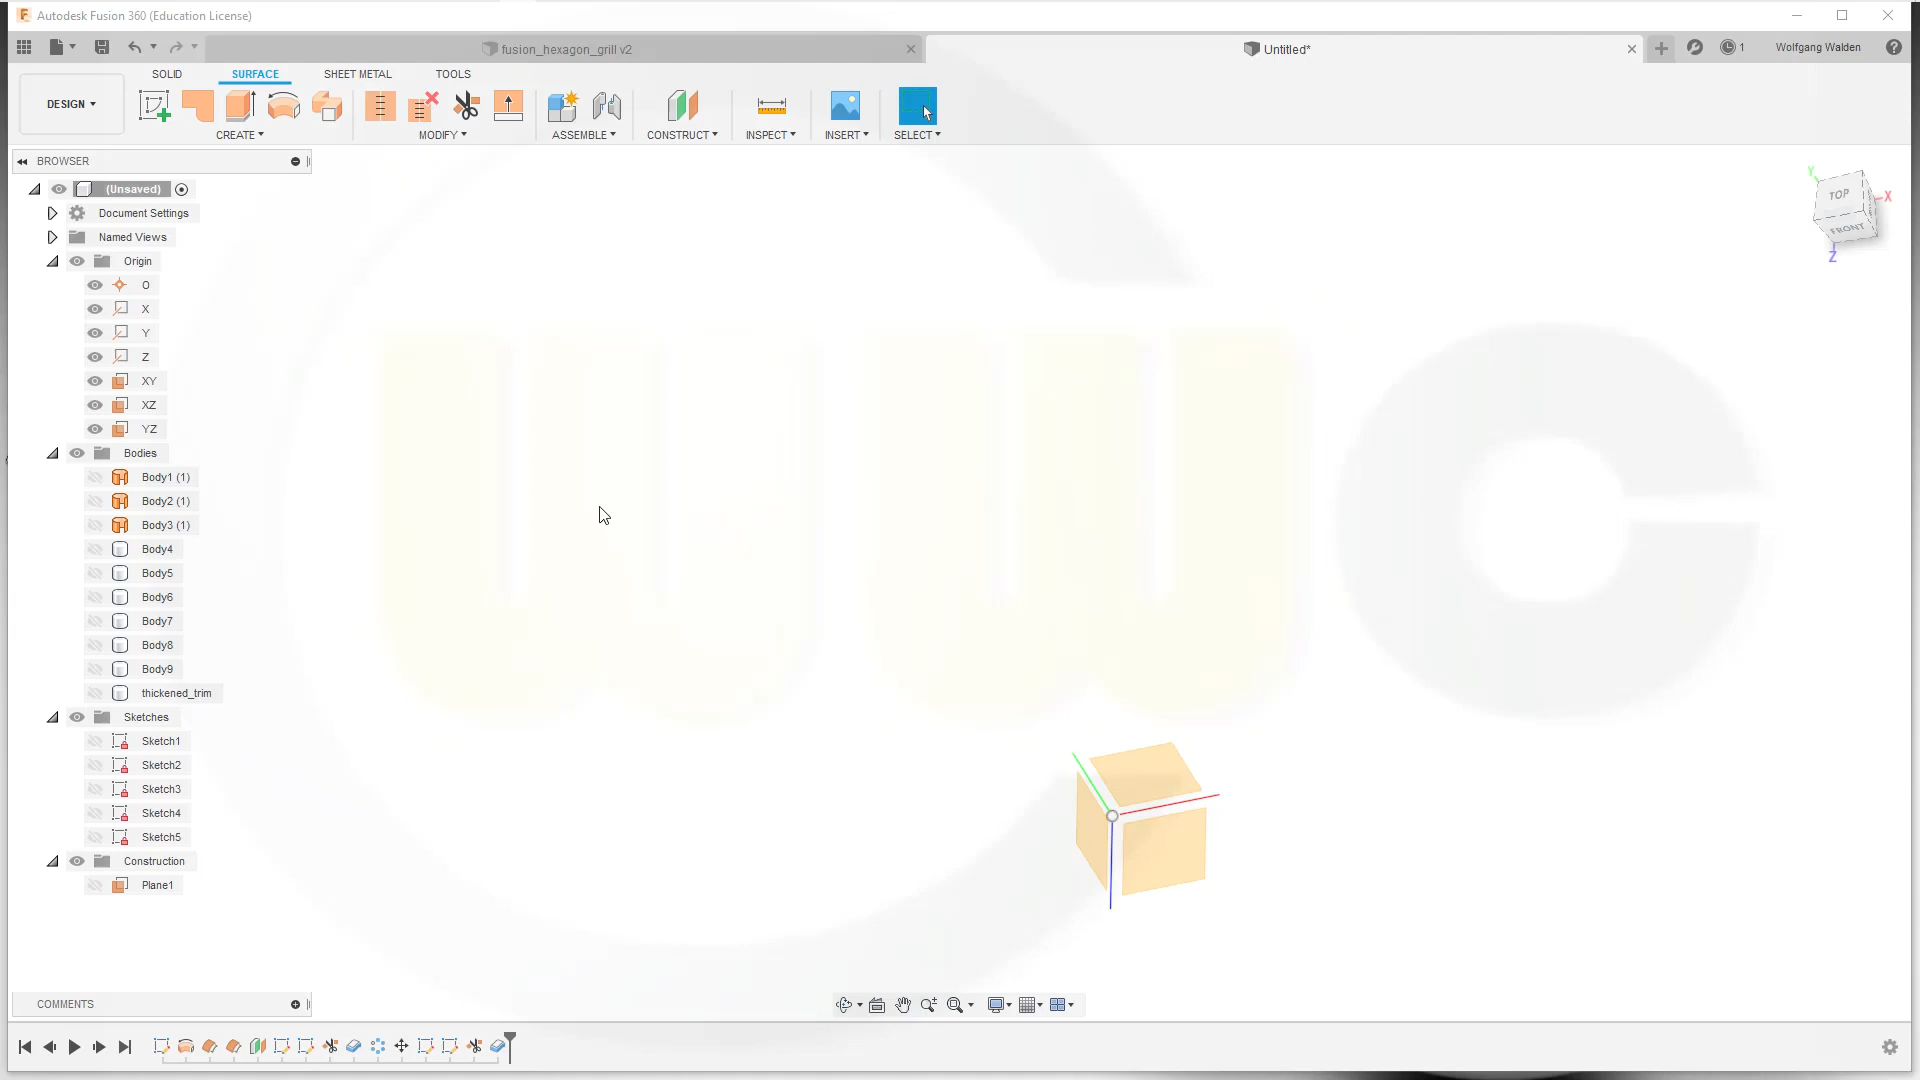 Autodesk Fusion 360 (Education License)
fusion_hexagon_grill v2
Untitled*
1
Wolfgang Walden
SOLID
SURFACE
SHEET METAL
TOOLS
DESIGN
CREATE
MODIFY
ASSEMBLE
CONSTRUCT
INSPECT
INSERT
SELECT
BROWSER
(Unsaved)
Document Settings
Named Views
Origin
O
X
Y
Z
XY
XZ
YZ
Bodies
Body1 (1)
Body2 (1)
Body3 (1)
Body4
Body5
Body6
Body7
Body8
Body9
thickened_trim
Sketches
Sketch1
Sketch2
Sketch3
Sketch4
Sketch5
Construction
Plane1
Y
X
TOP
FRONT
Z
COMMENTS